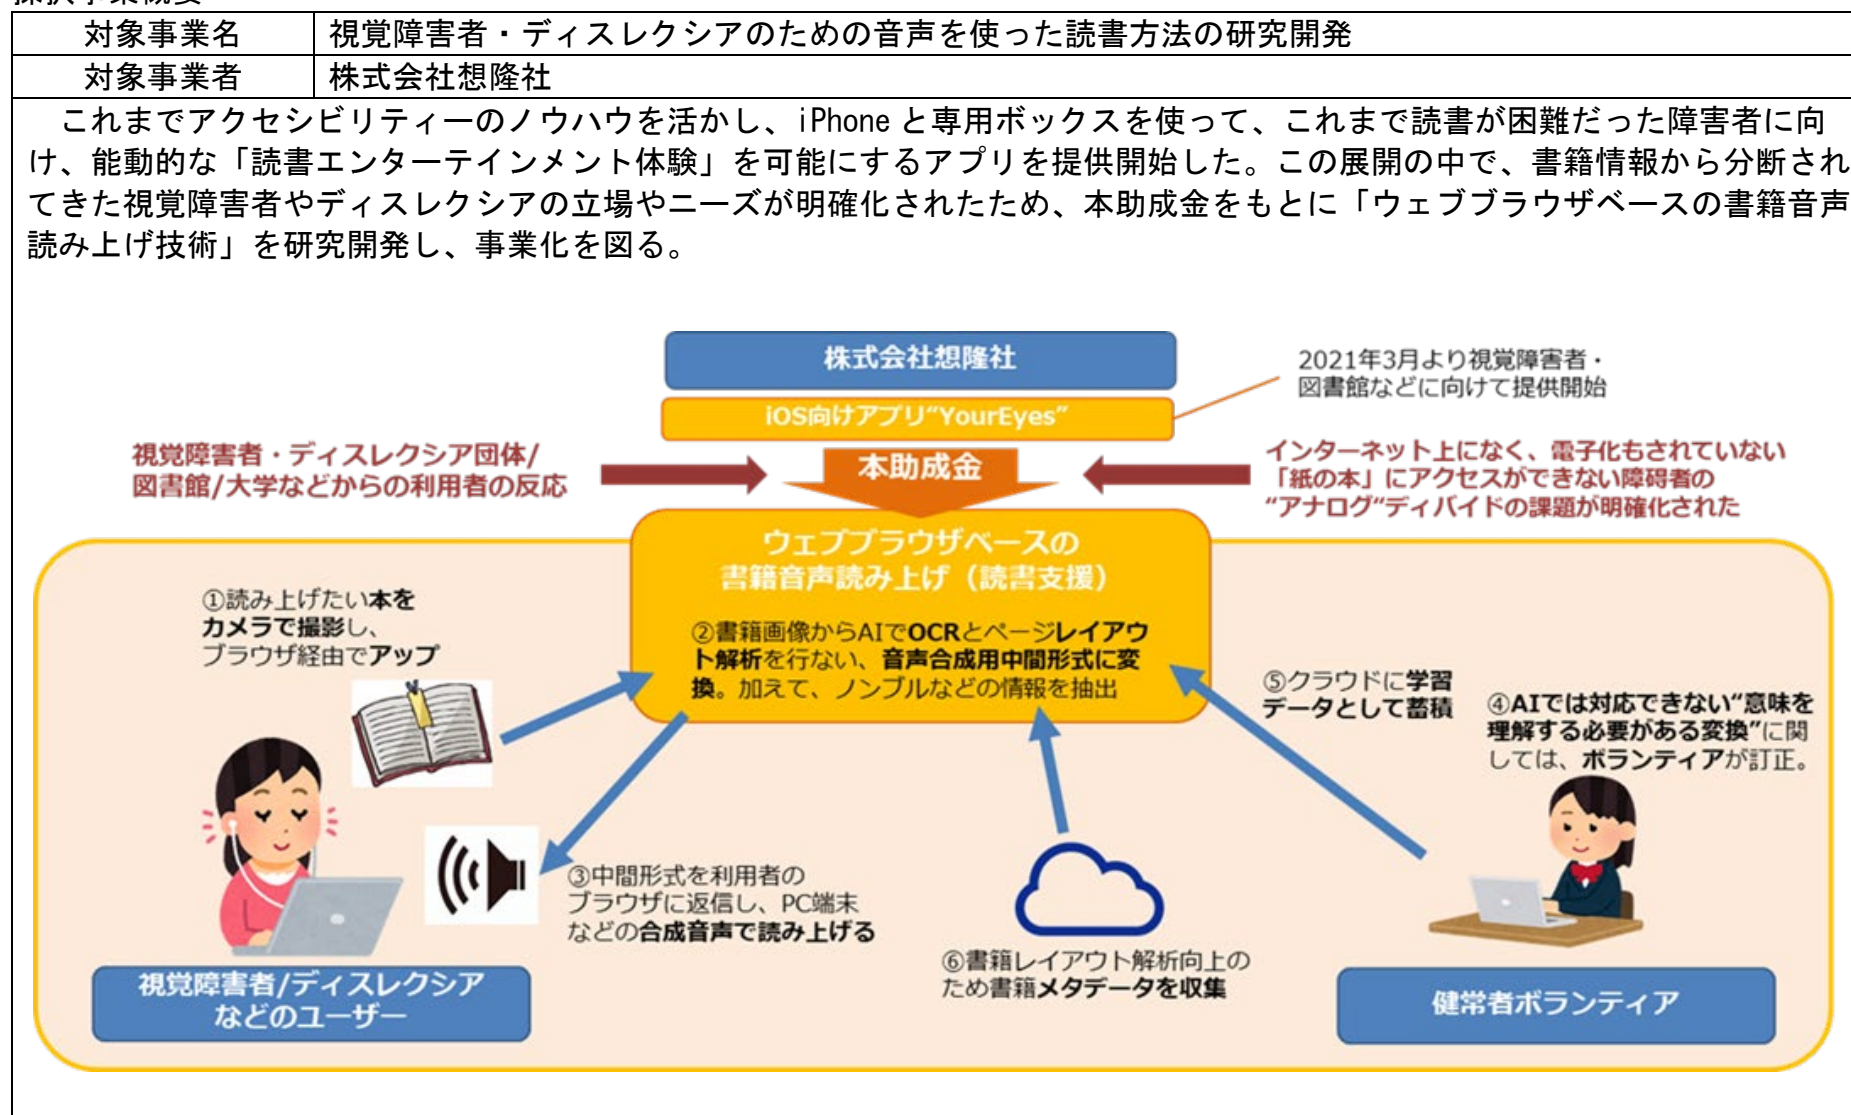 採択事業概要
対象事業名 視覚障害者・ディスレクシアのための音声を使った読書方法の研究開発
対象事業者 株式会社想隆社
これまでアクセシビリティーのノウハウを活かし、iPhoneと専用ボックスを使って、これまで読書が困難だった障害者に向
け、能動的な「読書エンターテインメント体験」を可能にするアプリを提供開始した。この展開の中で、書籍情報から分断され
てきた視覚障害者やディスレクシアの立場やニーズが明確化されたため、本助成金をもとに「ウェブブラウザベースの書籍音声
読み上げ技術」を研究開発し、事業化を図る。
株式会社想隆社
iOS向けアプリ“YourEyes”
2021年3月より視覚障害者・
図書館などに向けて提供開始
視覚障害者・ディスレクシア団体/
図書館/大学などからの利用者の反応
本助成金
インターネット上になく、電子化もされていない
「紙の本」にアクセスができない障碍者の
“アナログ“ディバイドの課題が明確化された
ウェブブラウザベースの
書籍音声読み上げ（読書支援）
①読み上げたい本を
カメラで撮影し、
ブラウザ経由でアップ
②書籍画像からAIでOCRとページレイアウ
ト解析を行ない、音声合成用中間形式に変
換。加えて、ノンブルなどの情報を抽出
⑤クラウドに学習
データとして蓄積
④AIでは対応できない“意味を
理解する必要がある変換”に関
しては、ボランティアが訂正。
③中間形式を利用者の
ブラウザに返信し、PC端末
などの合成音声で読み上げる
⑥書籍レイアウト解析向上の
ため書籍メタデータを収集
視覚障害者/ディスレクシア
などのユーザー
健常者ボランティア